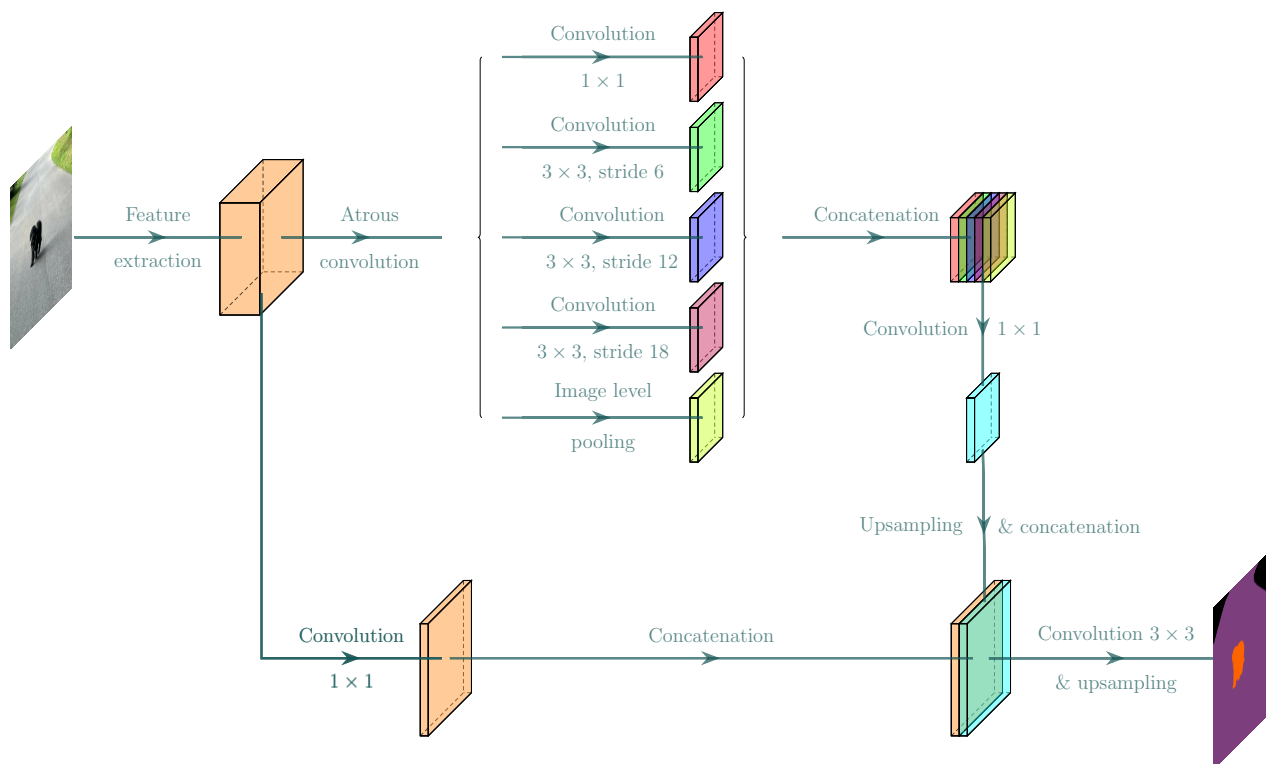 Convolution
1 × 1
Convolution
3 × 3, stride 6
Feature
extraction
Atrous
convolution
Convolution
3 × 3, stride 12
Concatenation
Convolution
3 × 3, stride 18
Convolution 1 × 1
Image level
pooling
Upsampling & concatenation
Convolution
1 × 1
Concatenation
Convolution 3 × 3
& upsampling